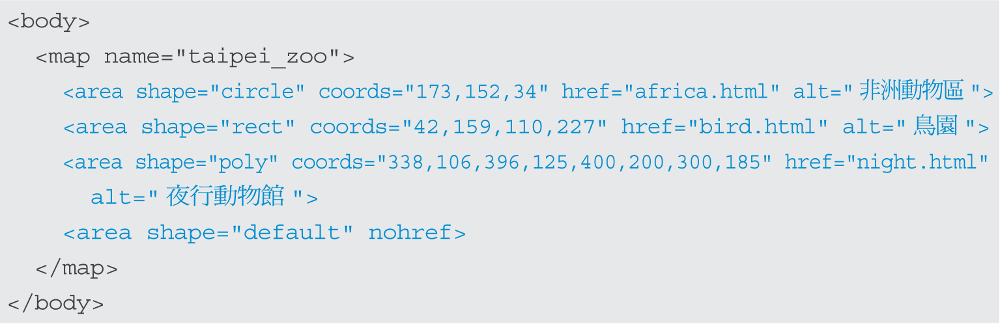 <body>
<map name="taipei_zoo">
<area shape="circle" coords="173,152,34" href="africa.html" alt="非洲動物區">
<area shape="rect" coords="42,159,110,227" href="bird.html" alt="鳥園">
<area shape="poly" coords="338,106,396,125,400,200,300,185" href="night.html"
alt="夜行動物館">
<area shape="default" nohref>
</map>
</body>